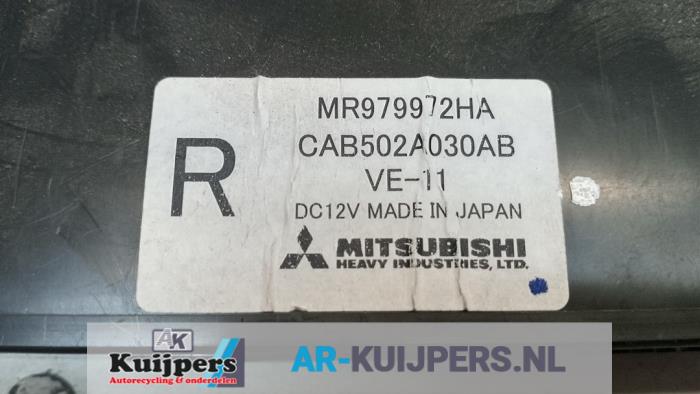 R
MR979972HA
CAB502A030AB
VE-11
DC12V MADE IN JAPAN
MITSUBISHI
HEAVY INDUSTRIES, LTD.
AK
Kuijpers
Autorecycling & onderdelen
AR-KUIJPERS.NL